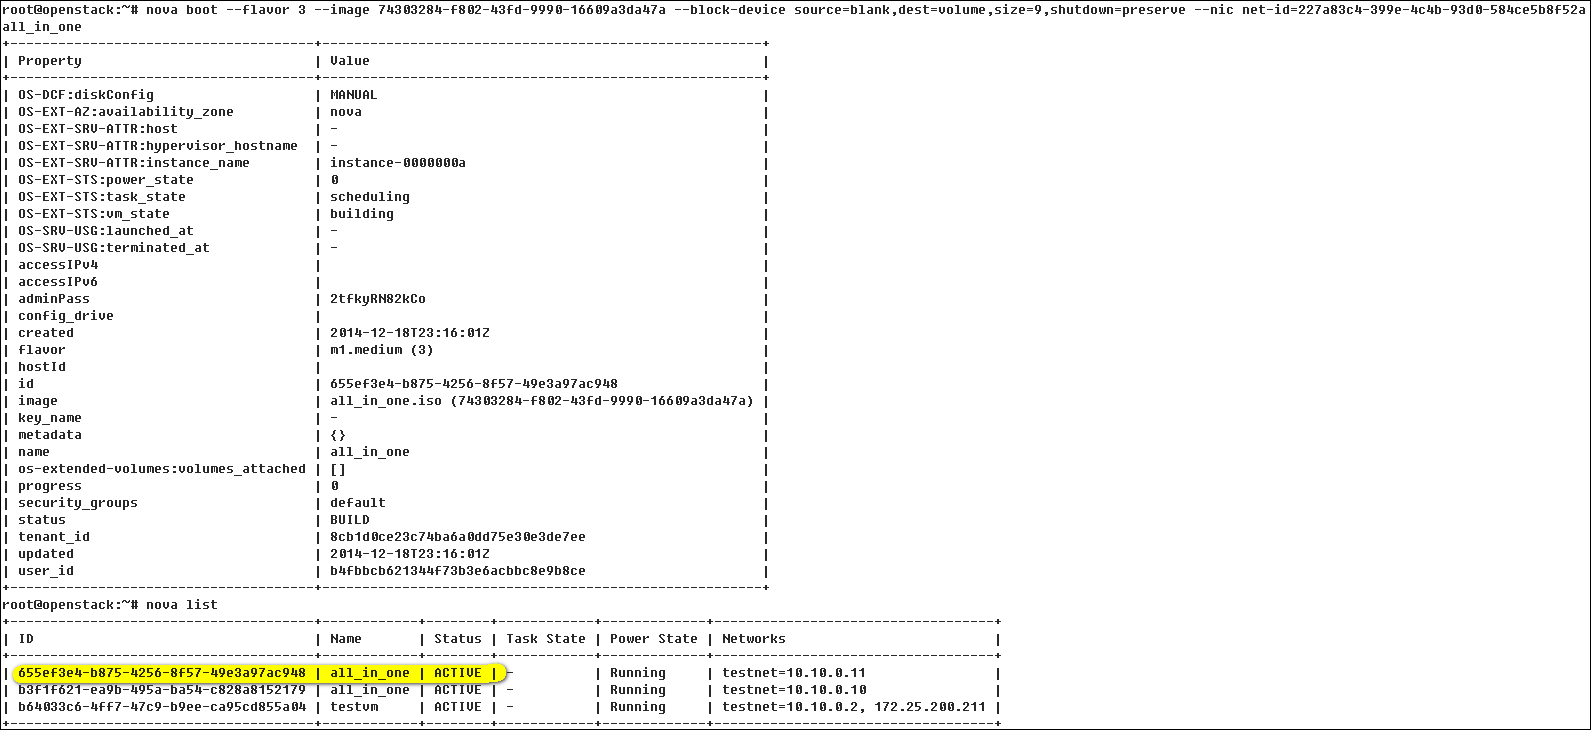 root@openstack:~# nova boot --flavor 3 --image 74303284-f802-43fd-9990-16609a3da47a --block-device source=blank,dest=volume,size=9,shutdown=preserve --nic net-id=227a83c4-399e-4c4b-93d0-584ce5b8f52a
all_in_one
+---------------------------------------+-------------------------------------------------------+
| Property | Value |
+---------------------------------------+-------------------------------------------------------+
| OS-DCF:diskConfig | MANUAL |
| OS-EXT-AZ:availability_zone | nova |
| OS-EXT-SRV-ATTR:host | - |
| OS-EXT-SRV-ATTR:hypervisor_hostname | - |
| OS-EXT-SRV-ATTR:instance_name | instance-0000000a |
| OS-EXT-STS:power_state | 0 |
| OS-EXT-STS:task_state | scheduling |
| OS-EXT-STS:vm_state | building |
| OS-SRV-USG:launched_at | - |
| OS-SRV-USG:terminated_at | - |
| accessIPv4 | |
| accessIPv6 | |
| adminPass | 2tfkyRN82kCo |
| config_drive | |
| created | 2014-12-18T23:16:01Z |
| flavor | m1.medium (3) |
| hostId | |
| id | 655ef3e4-b875-4256-8f57-49e3a97ac948 |
| image | all_in_one.iso (74303284-f802-43fd-9990-16609a3da47a) |
| key_name | - |
| metadata | {} |
| name | all_in_one |
| os-extended-volumes:volumes_attached | [] |
| progress | 0 |
| security_groups | default |
| status | BUILD |
| tenant_id | 8cb1d0ce23c74ba6a0dd75e30e3de7ee |
| updated | 2014-12-18T23:16:01Z |
| user_id | b4fbbcb621344f73b3e6acbbc8e9b8ce |
+---------------------------------------+-------------------------------------------------------+
root@openstack:~# nova list
+---------------------------------------+------------+---------+------------+-------------+-----------------------------------+
| ID | Name | Status | Task State | Power State | Networks |
+---------------------------------------+------------+---------+------------+-------------+-----------------------------------+
| 655ef3e4-b875-4256-8f57-49e3a97ac948 | all_in_one | ACTIVE | - | Running | testnet=10.10.0.11 |
| b3f1f621-ea9b-495a-ba54-c828a8152179 | all_in_one | ACTIVE | - | Running | testnet=10.10.0.10 |
| b64033c6-4ff7-47c9-b9ee-ca95cd855a04 | testvm | ACTIVE | - | Running | testnet=10.10.0.2, 172.25.200.211 |
+---------------------------------------+------------+---------+------------+-------------+-----------------------------------+